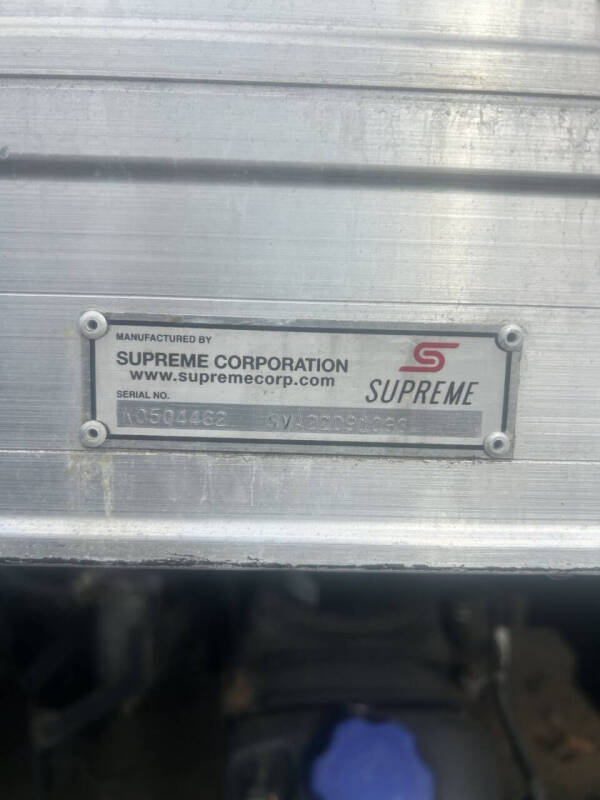 MANUFACTURED BY
SUPREME CORPORATION
www.supremecorp.com
SERIAL NO.
S
SUPREME